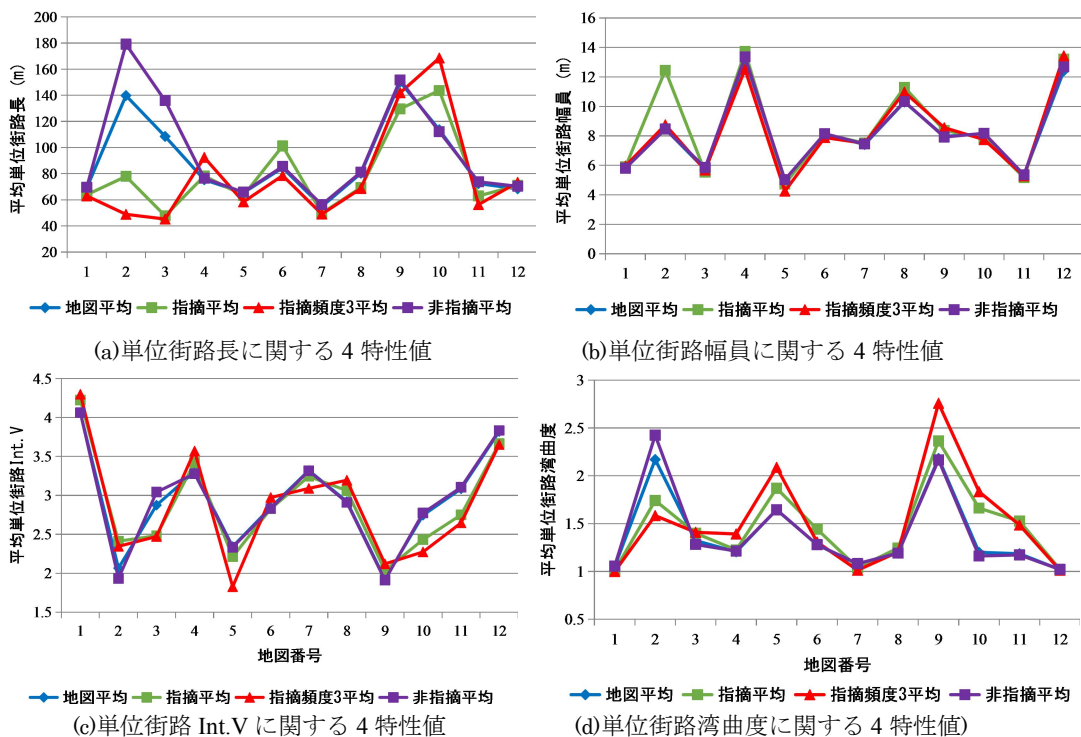 200
180
160
140
120
100
80
60
40
20
平均単位街路長 (m)
1 2 3 4 5 6 7 8 9 10 11 12
地図平均 指摘平均 指摘頻度3平均 非指摘平均
(a)単位街路長に関する 4 特性値
16
14
12
10
8
6
4
2
0
平均単位街路幅員 (m)
1 2 3 4 5 6 7 8 9 10 11 12
地図平均 指摘平均 指摘頻度3平均 非指摘平均
(b)単位街路幅員に関する 4 特性値
4.5
4
3.5
3
2.5
2
1.5
平均単位街路Int.V
1 2 3 4 5 6 7 8 9 10 11 12
地図番号
地図平均 指摘平均 指摘頻度3平均 非指摘平均
(c)単位街路 Int.V に関する 4 特性値
3
2.5
2
1.5
1
0.5
平均単位街路湾曲度
1 2 3 4 5 6 7 8 9 10 11 12
地図番号
地図平均 指摘平均 指摘頻度3平均 非指摘平均
(d)単位街路湾曲度に関する 4 特性値)